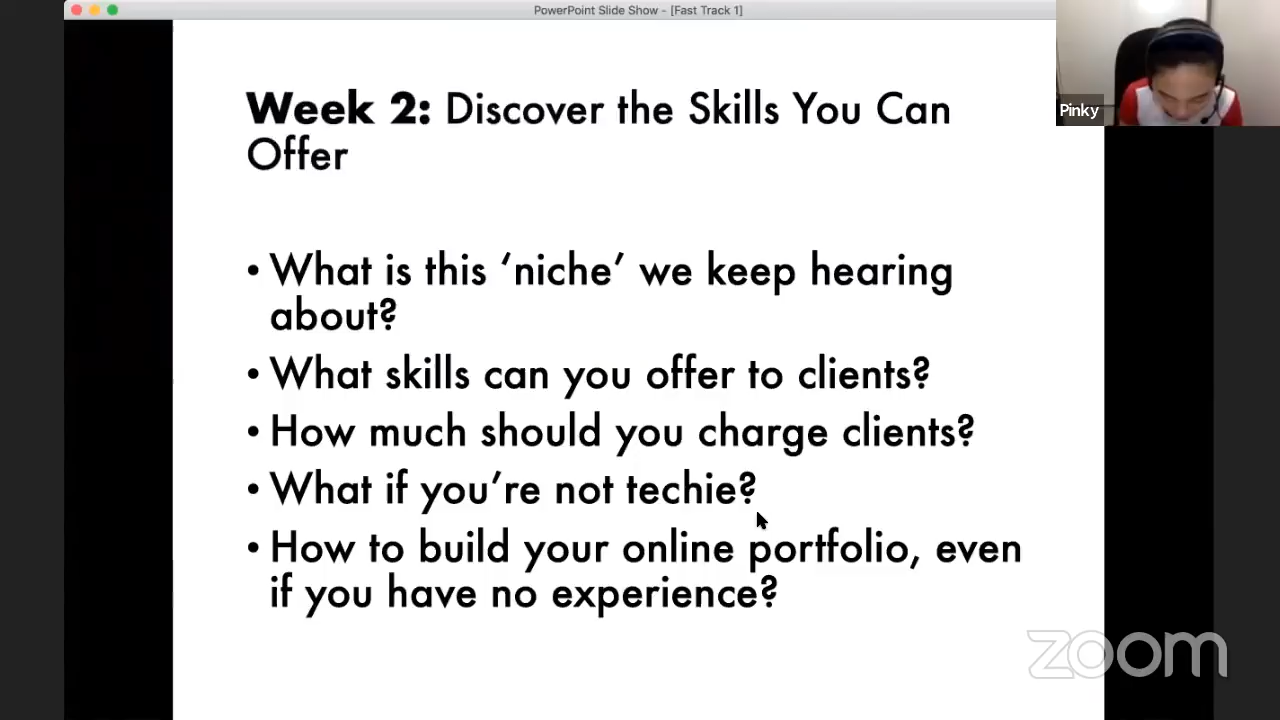 PowerPoint Slide Show - [Fast Track 1]
Pinky
Week 2: Discover the Skills You Can
Offer
• What is this ‘niche’ we keep hearing
about?
• What skills can you offer to clients?
• How much should you charge clients?
• What if you’re not techie?
• How to build your online portfolio, even
if you have no experience?
zoom